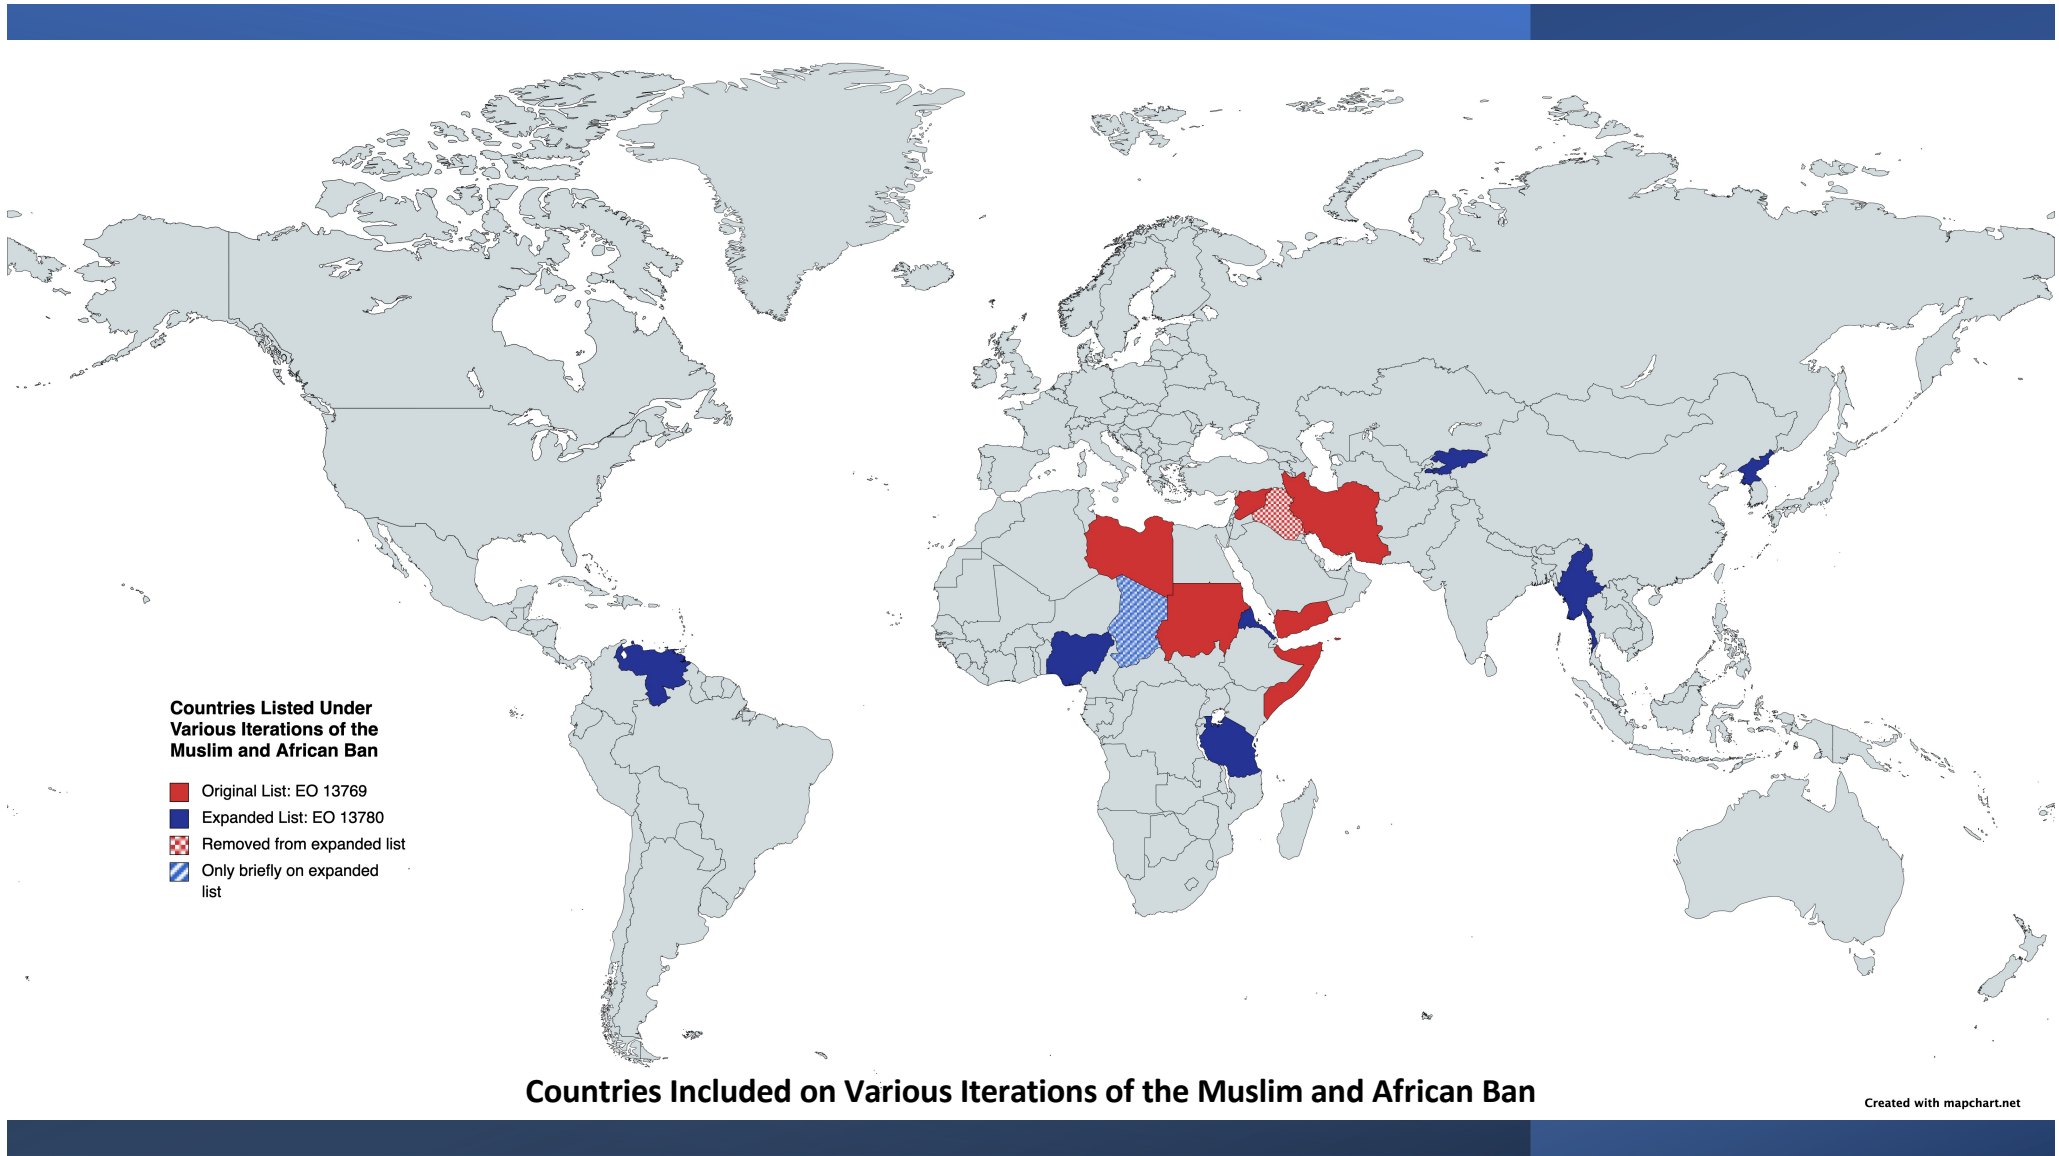 Countries Listed Under
Various Iterations of the
Muslim and African Ban
Original List: EO 13769
Expanded List: EO 13780
Removed from expanded list
Only briefly on expanded
list
Countries Included on Various Iterations of the Muslim and African Ban
Created with mapchart.net